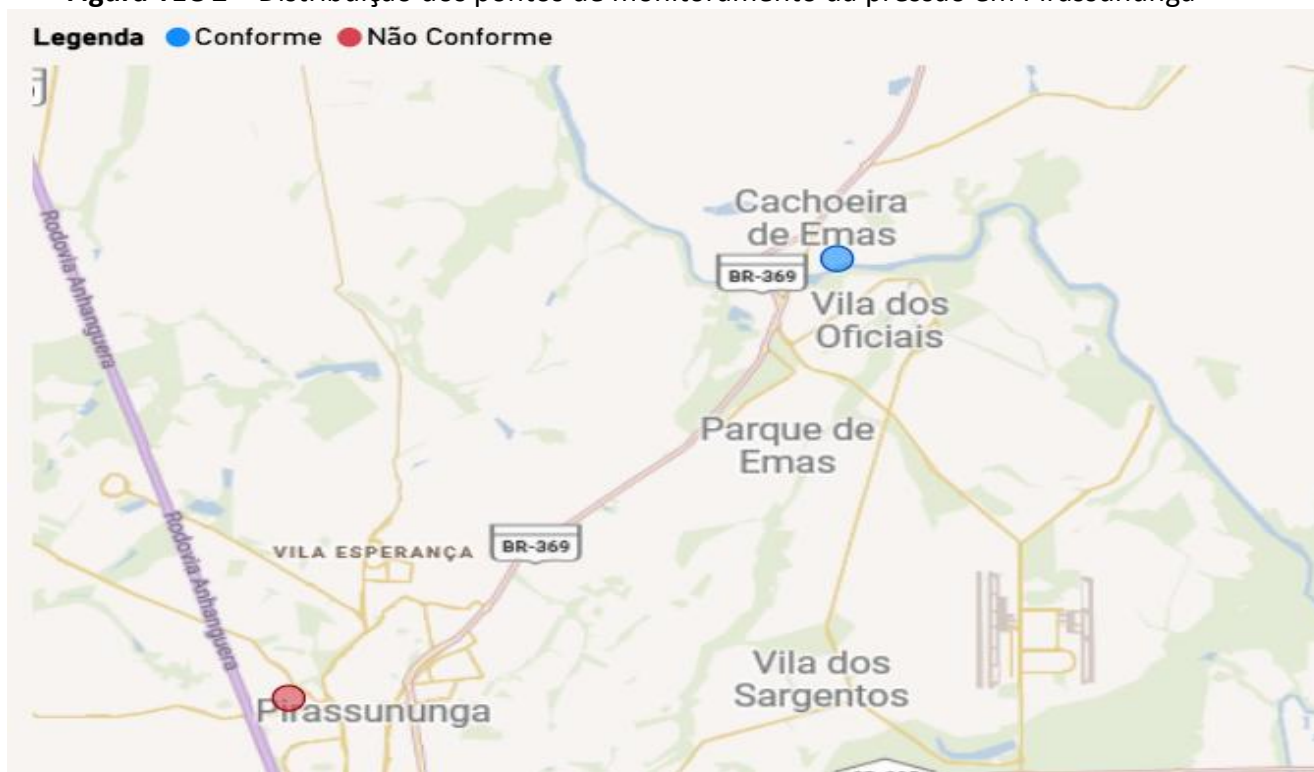 Legenda Conforme Não Conforme
Rodovia Anhanguera
Cachoeira
de Emas
BR-369
Vila dos
Oficiais
Parque de
Emas
Rodovia Anhanguera
VILA ESPERANÇA
BR-369
Vila dos
Sargentos
Pirassununga